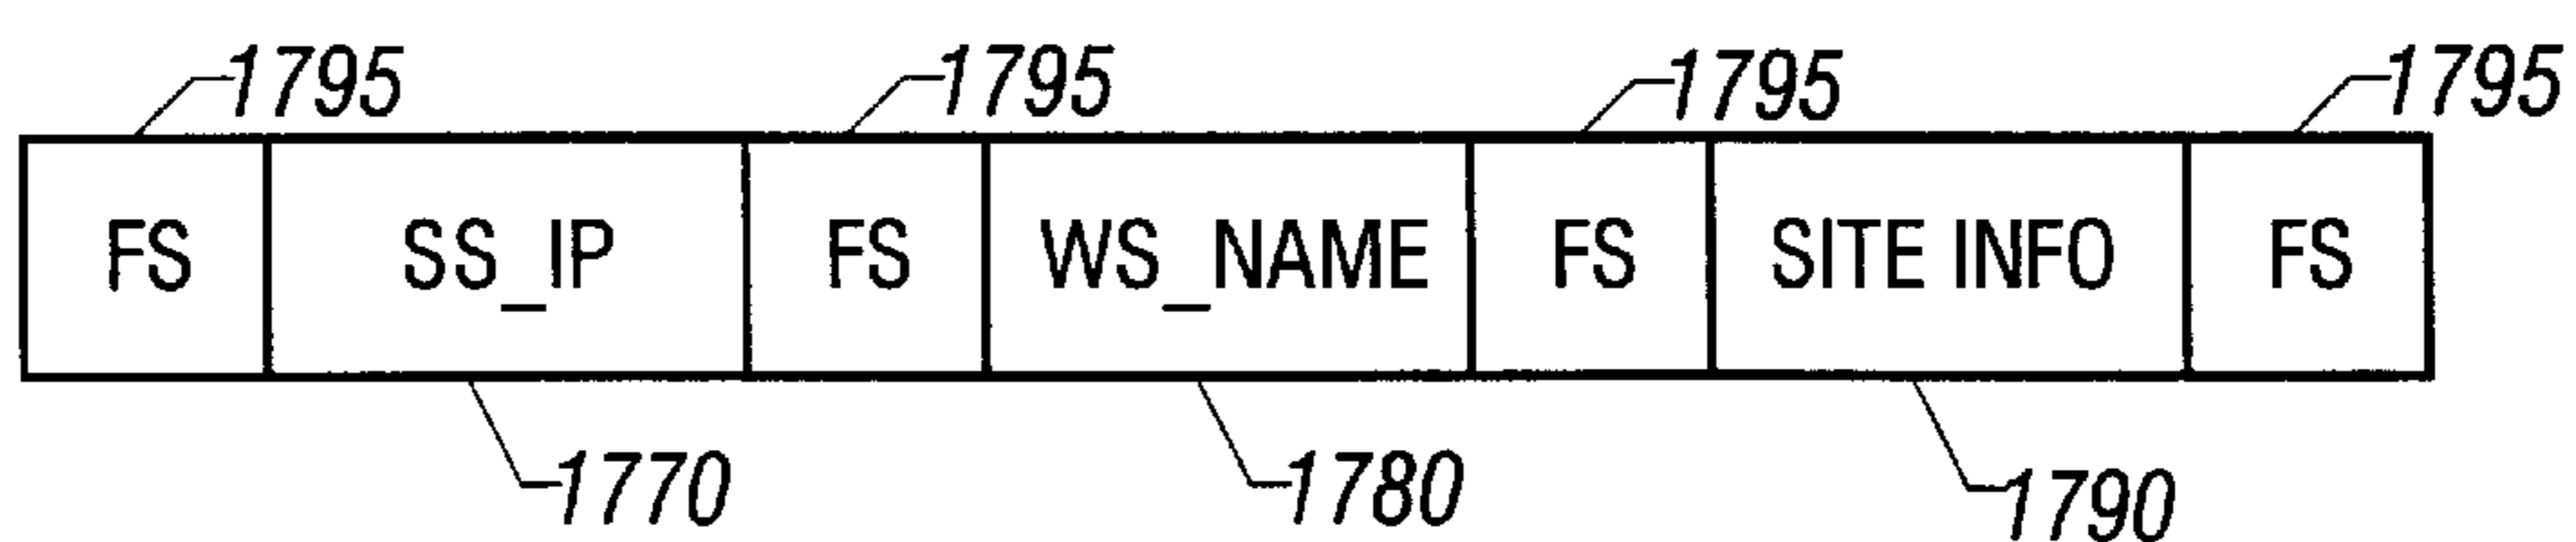 1795 1795 1795 1795
FS SS_IP FS WS_NAME FS SITE INFO FS
1770 1780 1790